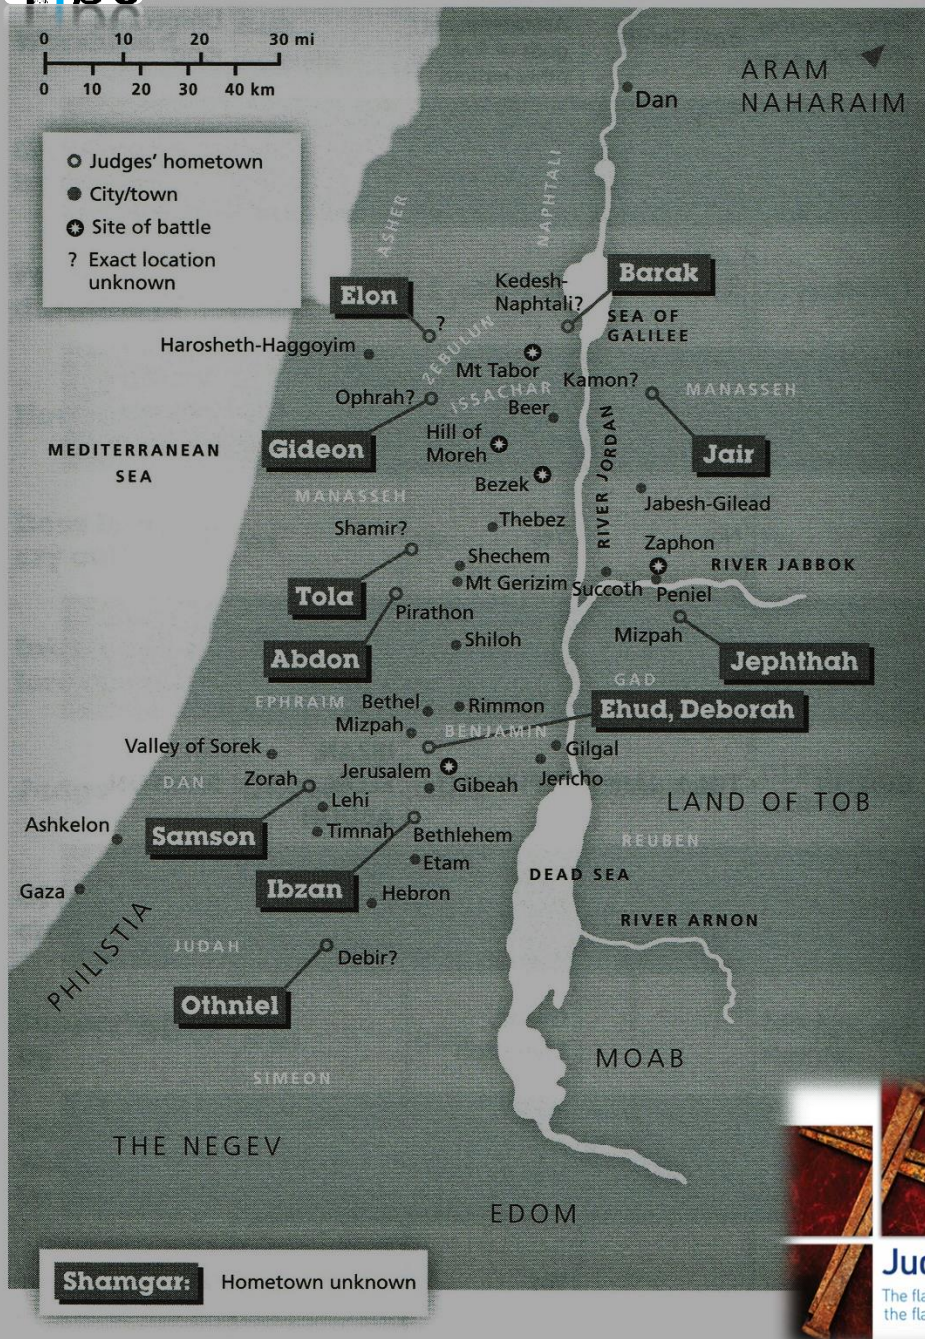 0 10 20 30 mi
0 10 20 30 40 km
ARAM
NAHARAIM
Dan
Judges' hometown
City/town
Site of battle
? Exact location
unknown
NAPHTALI
ASHER
Kedesh-
Naphtali?
Barak
Elon
?
SEA OF
GALILEE
Harosheth-Haggoyim
ZEBULUN
Mt Tabor
Kamon?
MANASSEH
Ophrah?
ISSACHAR
Beer
Hill of
Moreh
Gideon
MEDITERRANEAN
SEA
Jair
RIVER JORDAN
Bezek
MANASSEH
Jabesh-Gilead
Thebez
Shamir?
Zaphon
Shechem
RIVER JABBOK
Mt Gerizim
Succoth
Peniel
Tola
Pirathon
Mizpah
Shiloh
Abdon
Jephthah
GAD
EPHRAIM
Bethel
Rimmon
Ehud, Deborah
Mizpah
BENJAMIN
Valley of Sorek
Gilgal
DAN
Zorah
Jerusalem
Gibeah
Jericho
Lehi
LAND OF TOB
Ashkelon
Samson
Timnah
Bethlehem
REUBEN
Etam
DEAD SEA
Gaza
Ibzan
Hebron
RIVER ARNON
PHILISTIA
JUDAH
Debir?
Othniel
MOAB
SIMEON
THE NEGEV
EDOM
Shamgar: Hometown unknown
The
the